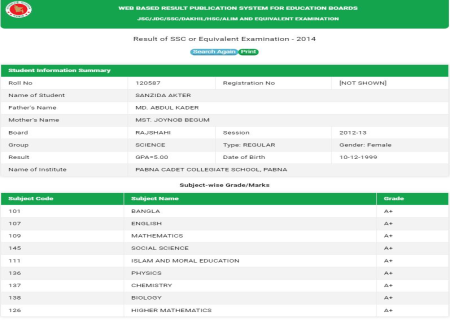 WEB BASED RESULT PUBLICATION SYSTEM FOR EDUCATION BOARDS
JSC/JDC/SSC/DAKHIL/HSC/ALIM AND EQUIVALENT EXAMINATION
Result of SSC or Equivalent Examination - 2014
Search Again Print
Student Information Summary
Roll No 120587 Registration No [NOT SHOWN]
Name of Student SANZIDA AKTER
Father's Name MD. ABDUL KADER
Mother's Name MST. JOYNOB BEGUM
Board RAJSHAHI Session 2012-13
Group SCIENCE Type: REGULAR Gender: Female
Result GPA=5.00 Date of Birth 10-12-1999
Name of Institute PABNA CADET COLLEGIATE SCHOOL, PABNA
Subject-wise Grade/Marks
Subject Code Subject Name Grade
101 BANGLA A+
107 ENGLISH A+
109 MATHEMATICS A+
145 SOCIAL SCIENCE A+
111 ISLAM AND MORAL EDUCATION A+
136 PHYSICS A+
137 CHEMISTRY A+
138 BIOLOGY A+
126 HIGHER MATHEMATICS A+